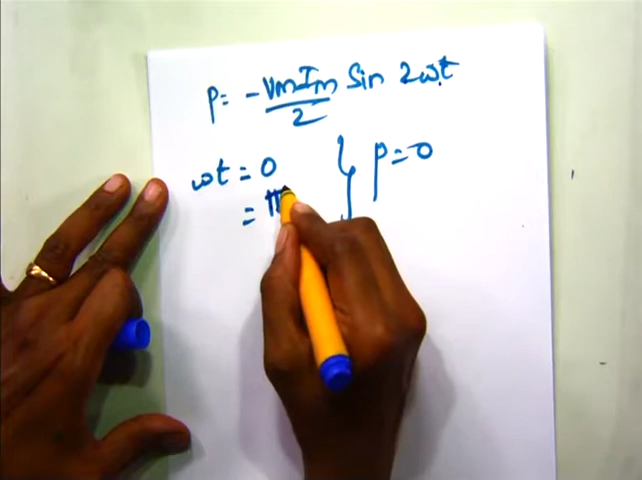 p = - VmIm/2 Sin 2ωt
ωt = 0 } p = 0
= π